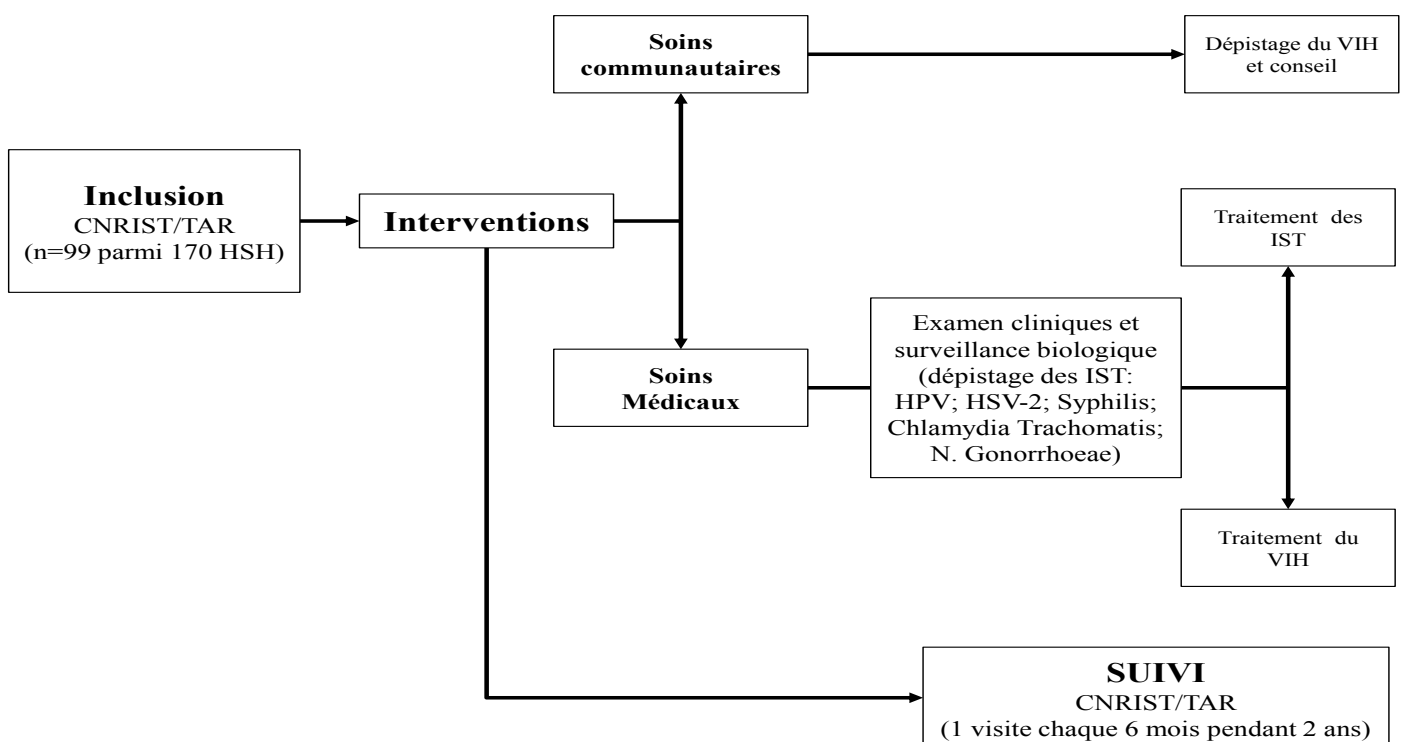 Soins
communautaires
Dépistage du VIH
et conseil
Inclusion
CNRIST/TAR
(n=99 parmi 170 HSH)
Interventions
Traitement des
IST
Soins
Médicaux
Examen cliniques et
surveillance biologique
(dépistage des IST:
HPV; HSV-2; Syphilis;
Chlamydia Trachomatis;
N. Gonorrhoeae)
Traitement du
VIH
SUIVI
CNRIST/TAR
(1 visite chaque 6 mois pendant 2 ans)